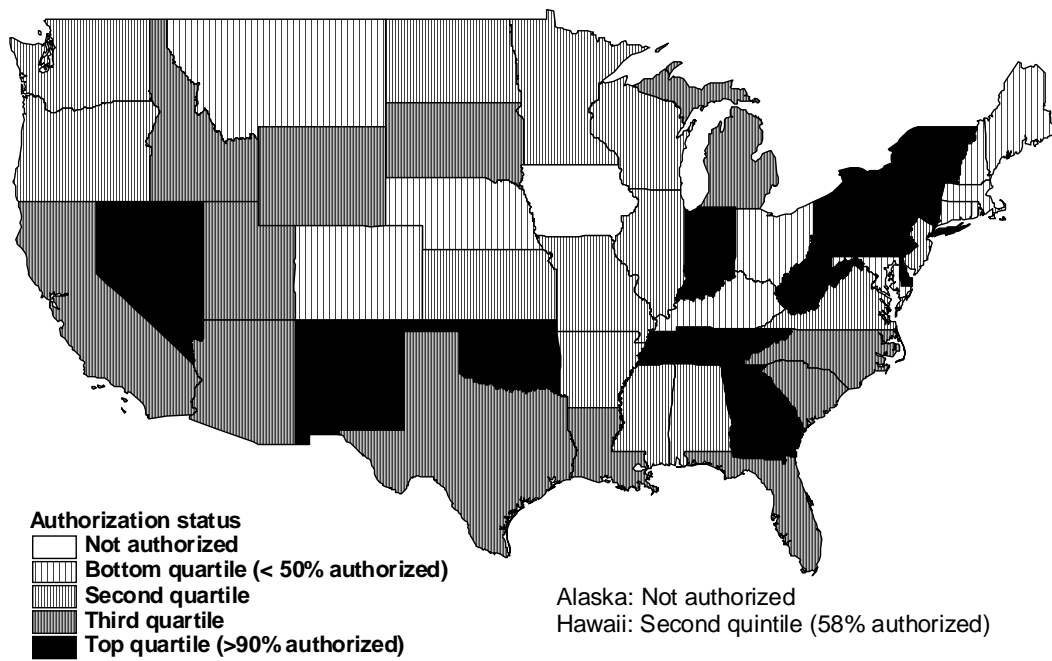 Authorization status
Not authorized
Bottom quartile (< 50% authorized)
Second quartile
Third quartile
Top quartile (>90% authorized)
Alaska: Not authorized
Hawaii: Second quintile (58% authorized)